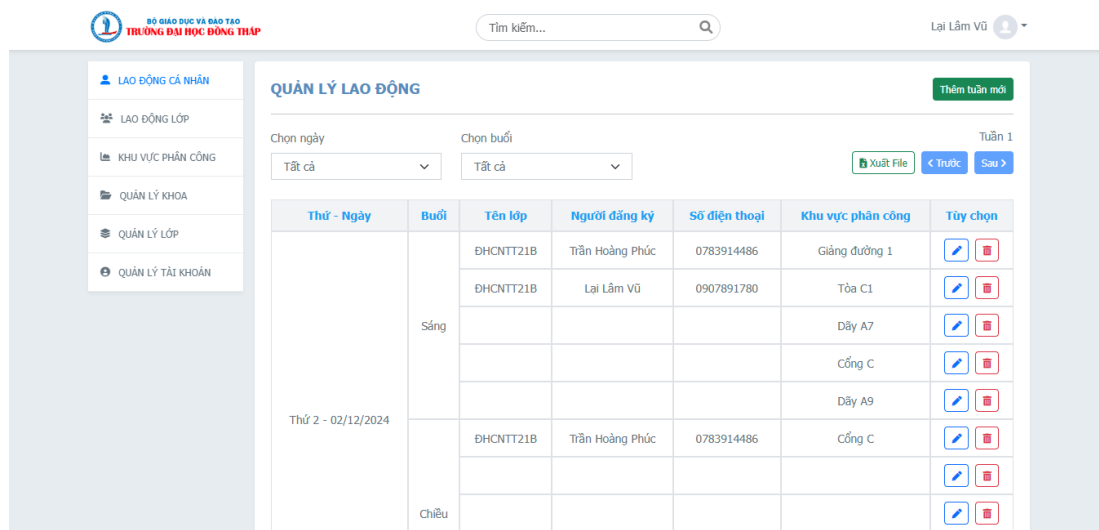 BỘ GIÁO DỤC VÀ ĐÀO TẠO
TRƯỜNG ĐẠI HỌC ĐỒNG THÁP
Tìm kiếm...
Lại Lâm Vũ
LAO ĐỘNG CÁ NHÂN
LAO ĐỘNG LỚP
KHU VỰC PHÂN CÔNG
QUẢN LÝ KHOA
QUẢN LÝ LỚP
QUẢN LÝ TÀI KHOẢN
QUẢN LÝ LAO ĐỘNG
Thêm tuần mới
Chọn ngày
Chọn buổi
Tuần 1
Tất cả
Tất cả
Xuất File
< Trước
Sau >
Thứ - Ngày Buổi Tên lớp Người đăng ký Số điện thoại Khu vực phân công Tùy chọn
ĐHCNTT21B Trần Hoàng Phúc 0783914486 Giảng đường 1
ĐHCNTT21B Lại Lâm Vũ 0907891780 Tòa C1
Sáng Dãy A7
Cổng C
Dãy A9
Thứ 2 - 02/12/2024
ĐHCNTT21B Trần Hoàng Phúc 0783914486 Cổng C
Chiều